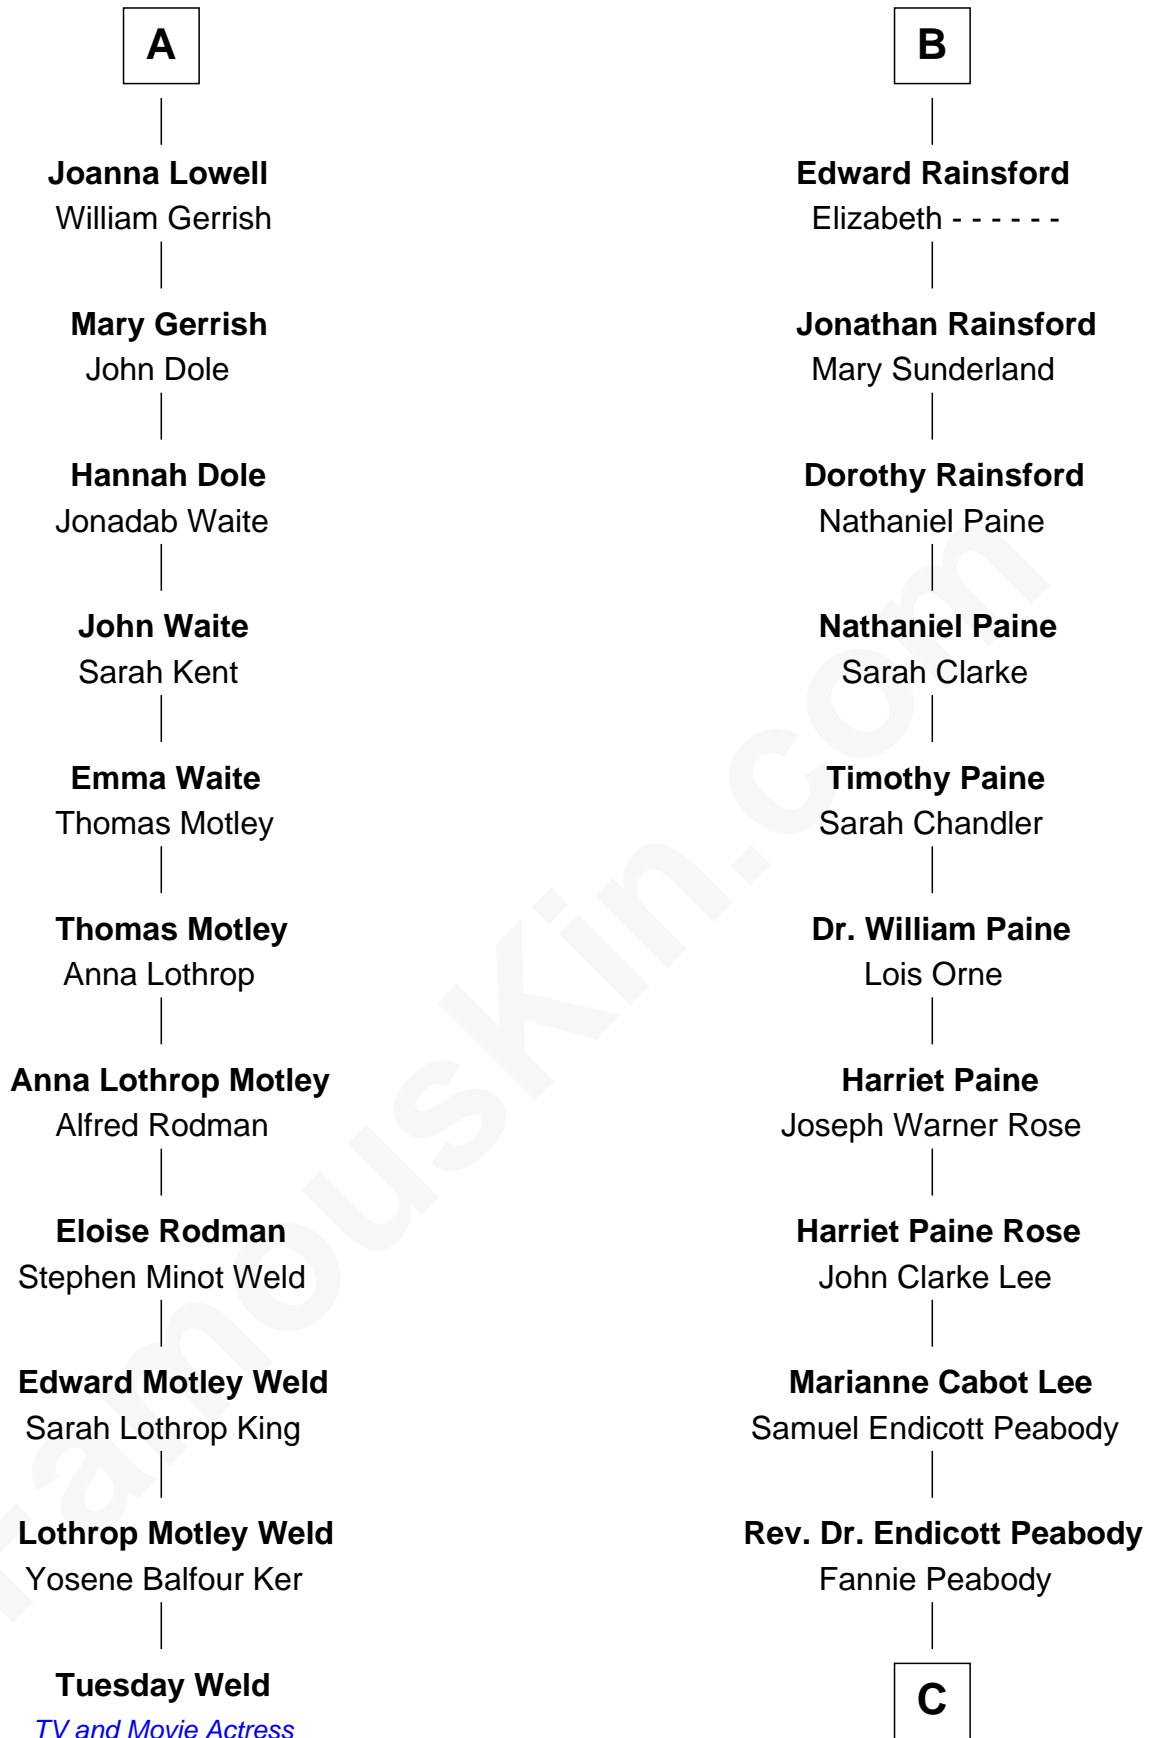 A
Joanna Lowell
William Gerrish
Mary Gerrish
John Dole
Hannah Dole
Jonadab Waite
John Waite
Sarah Kent
Emma Waite
Thomas Motley
Thomas Motley
Anna Lothrop
Anna Lothrop Motley
Alfred Rodman
Eloise Rodman
Stephen Minot Weld
Edward Motley Weld
Sarah Lothrop King
Lothrop Motley Weld
Yosene Balfour Ker
Tuesday Weld
TV and Movie Actress
B
Edward Rainsford
Elizabeth - - - - - -
Jonathan Rainsford
Mary Sunderland
Dorothy Rainsford
Nathaniel Paine
Nathaniel Paine
Sarah Clarke
Timothy Paine
Sarah Chandler
Dr. William Paine
Lois Orne
Harriet Paine
Joseph Warner Rose
Harriet Paine Rose
John Clarke Lee
Marianne Cabot Lee
Samuel Endicott Peabody
Rev. Dr. Endicott Peabody
Fannie Peabody
C
FamousKin.com